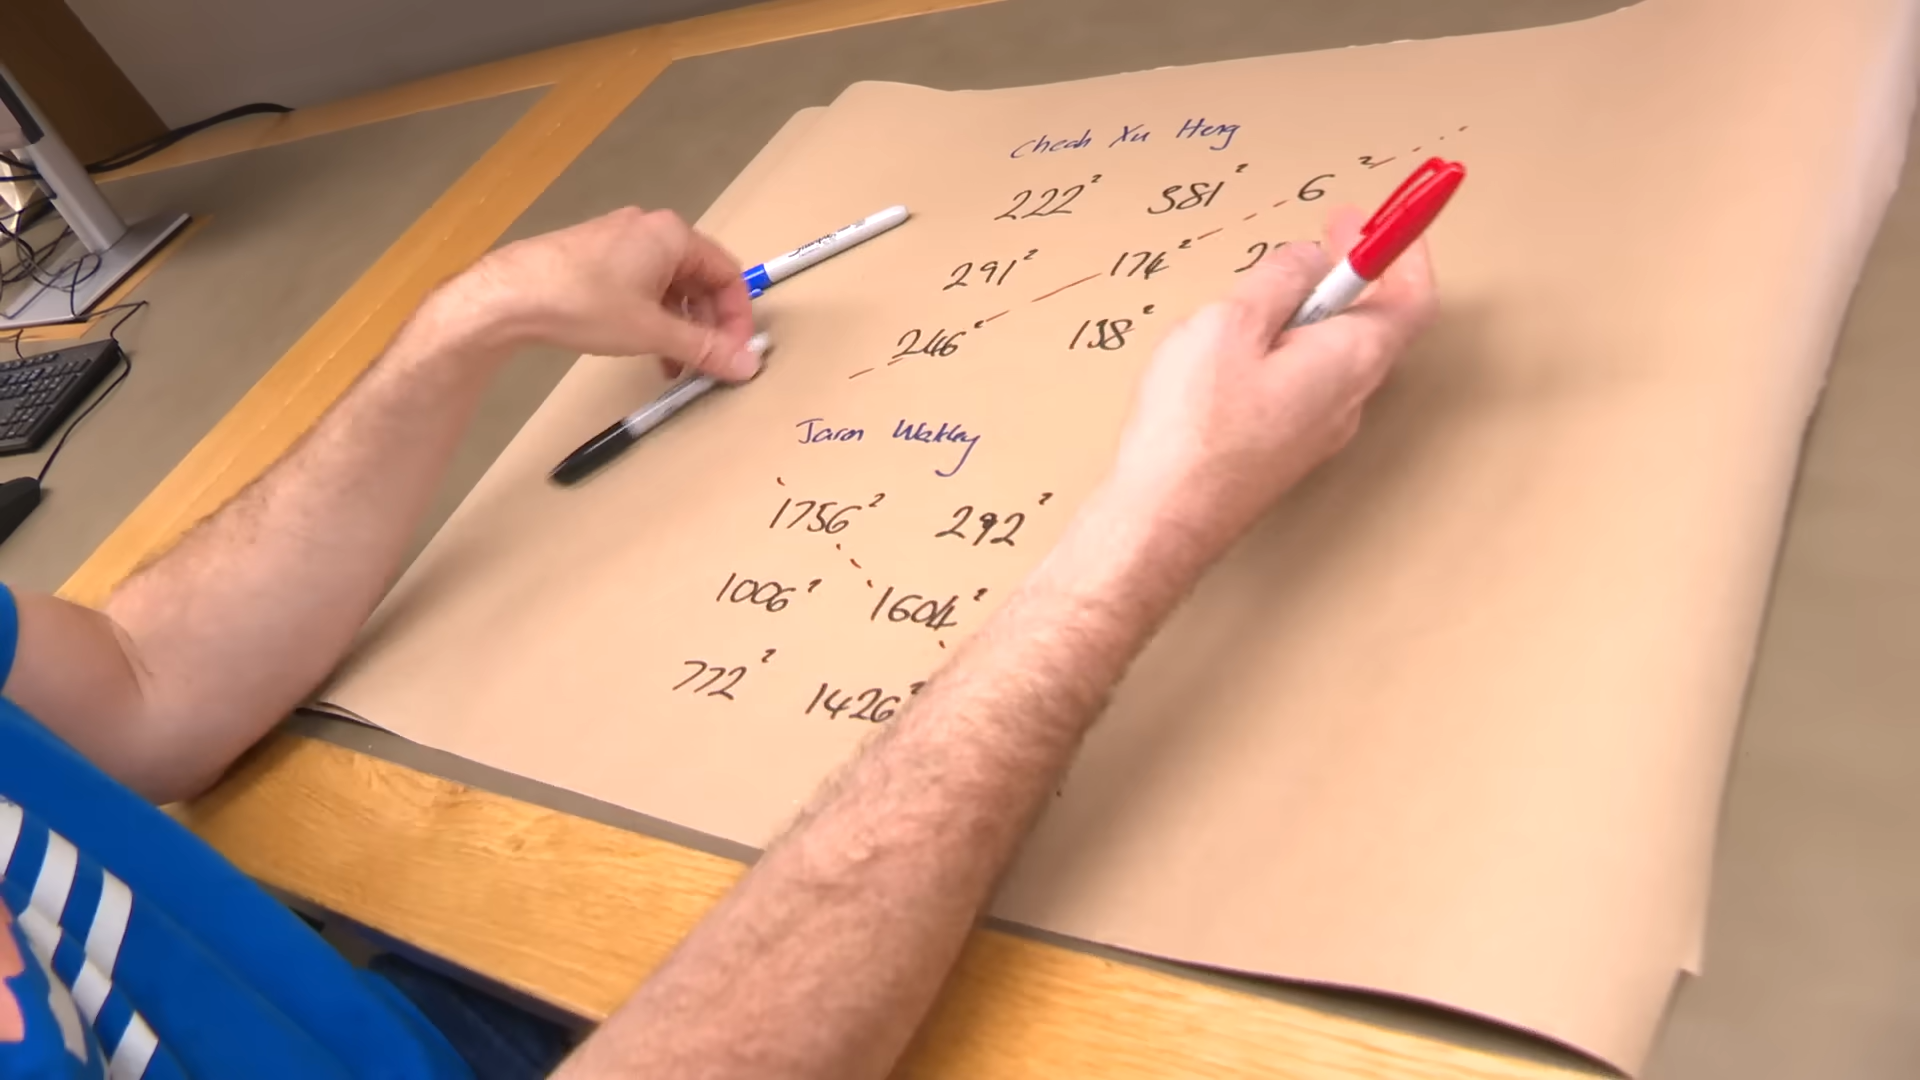 Cheah Xu Heng
222² 381² 6²
291² 174²
246² 138²
Jaron Wakley
1756² 292²
1006² 1604²
772² 1426²